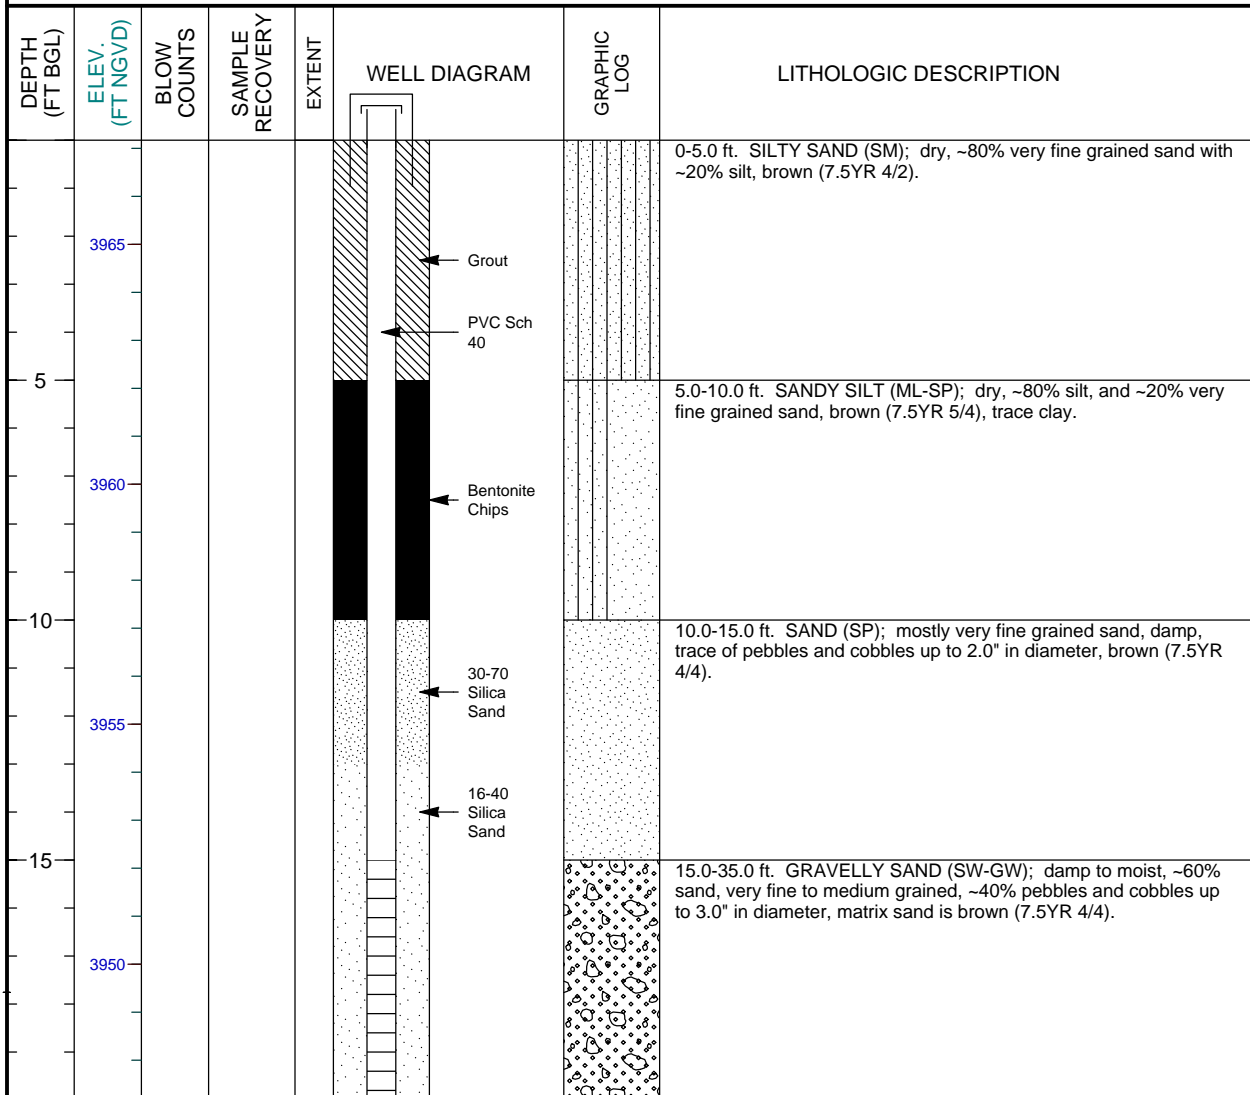 DEPTH
(FT BGL)
ELEV.
(FT NGVD)
BLOW
COUNTS
SAMPLE
RECOVERY
EXTENT
WELL DIAGRAM
GRAPHIC
LOG
LITHOLOGIC DESCRIPTION
0-5.0 ft. SILTY SAND (SM); dry, ~80% very fine grained sand with
~20% silt, brown (7.5YR 4/2).
3965
Grout
PVC Sch
40
5
5.0-10.0 ft. SANDY SILT (ML-SP); dry, ~80% silt, and ~20% very
fine grained sand, brown (7.5YR 5/4), trace clay.
3960
Bentonite
Chips
10
10.0-15.0 ft. SAND (SP); mostly very fine grained sand, damp,
trace of pebbles and cobbles up to 2.0" in diameter, brown (7.5YR
4/4).
30-70
Silica
Sand
3955
16-40
Silica
Sand
15
15.0-35.0 ft. GRAVELLY SAND (SW-GW); damp to moist, ~60%
sand, very fine to medium grained, ~40% pebbles and cobbles up
to 3.0" in diameter, matrix sand is brown (7.5YR 4/4).
3950